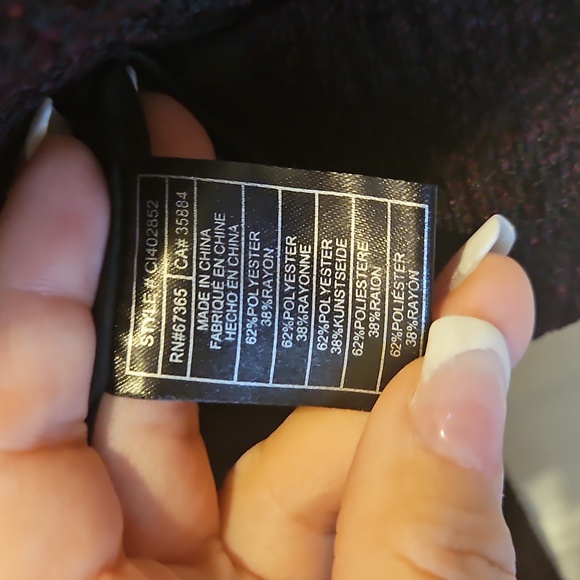 STYLE # CI402852
RN#67365 CA# 35884
MADE IN CHINA
FABRIQUÉ EN CHINE
HECHO EN CHINA
62%POLYESTER
38%RAYON
62%POLYESTER
38%RAYONNE
62%POLYESTER
38%KUNSTSEIDE
62%POLIESTERE
38%RAION
62%POLIÉSTER
38%RAYÓN